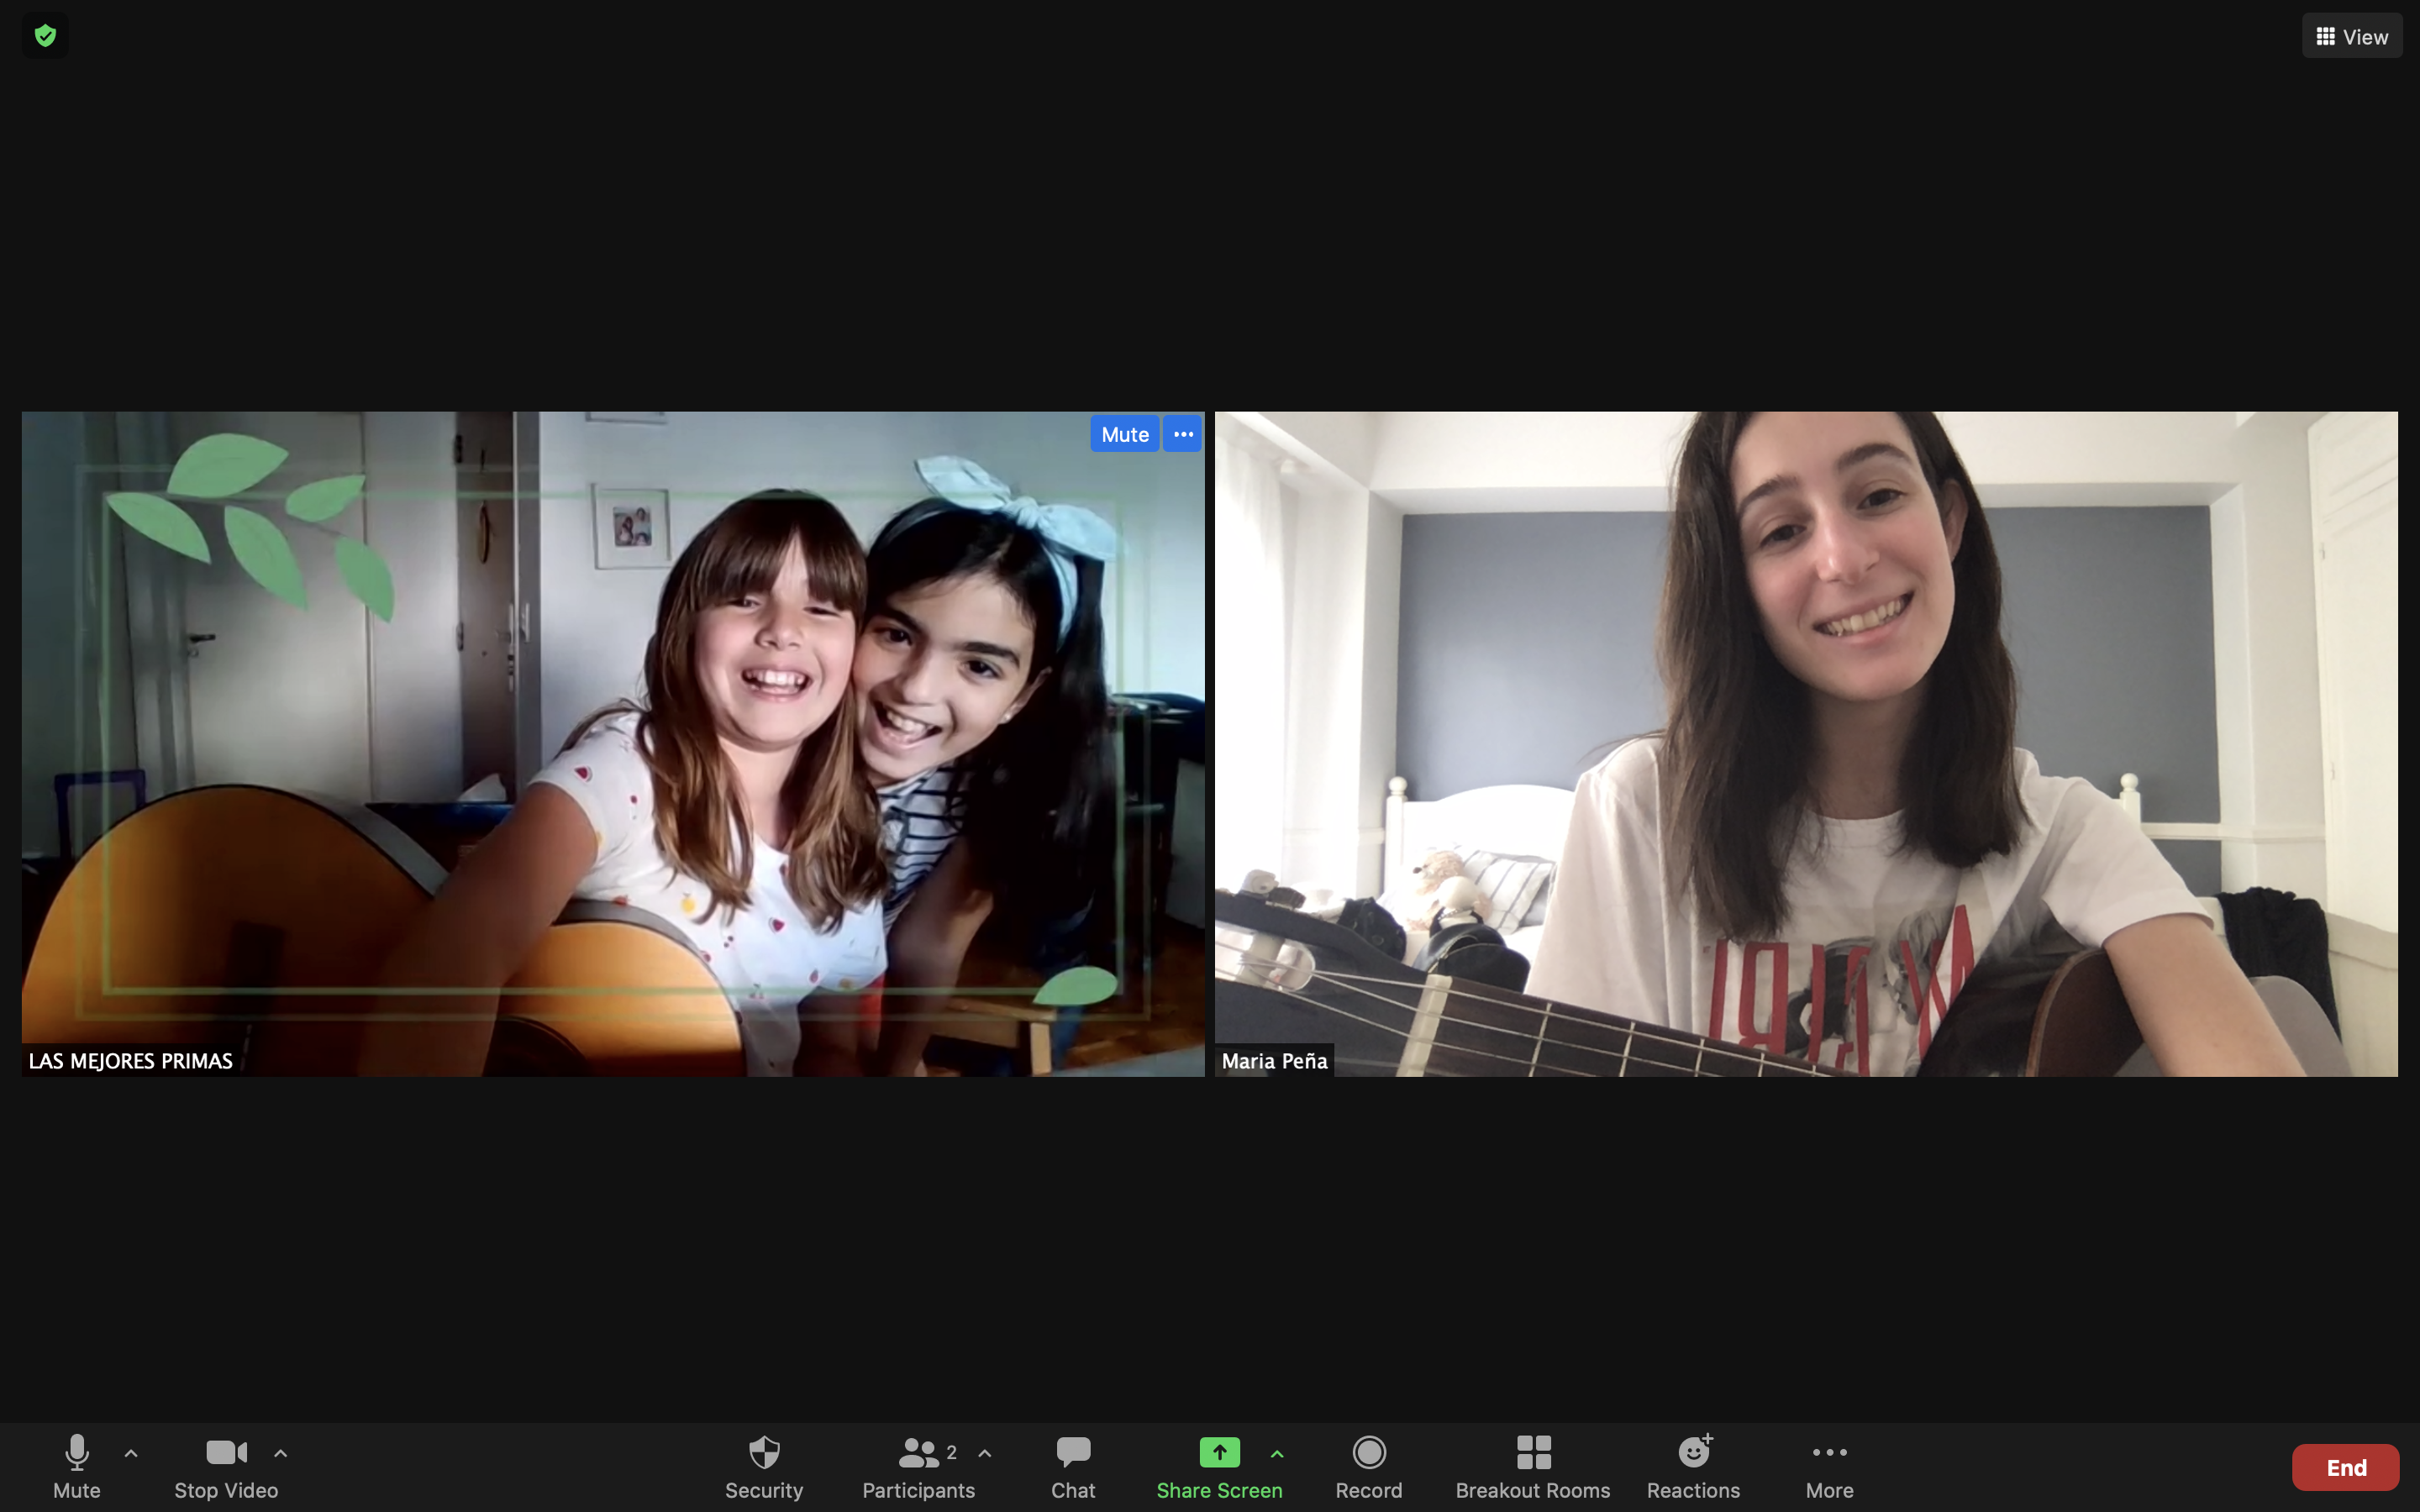 View
Mute
LAS MEJORES PRIMAS
Maria Peña
Mute
Stop Video
Security
Participants
2
Chat
Share Screen
Record
Breakout Rooms
Reactions
More
End